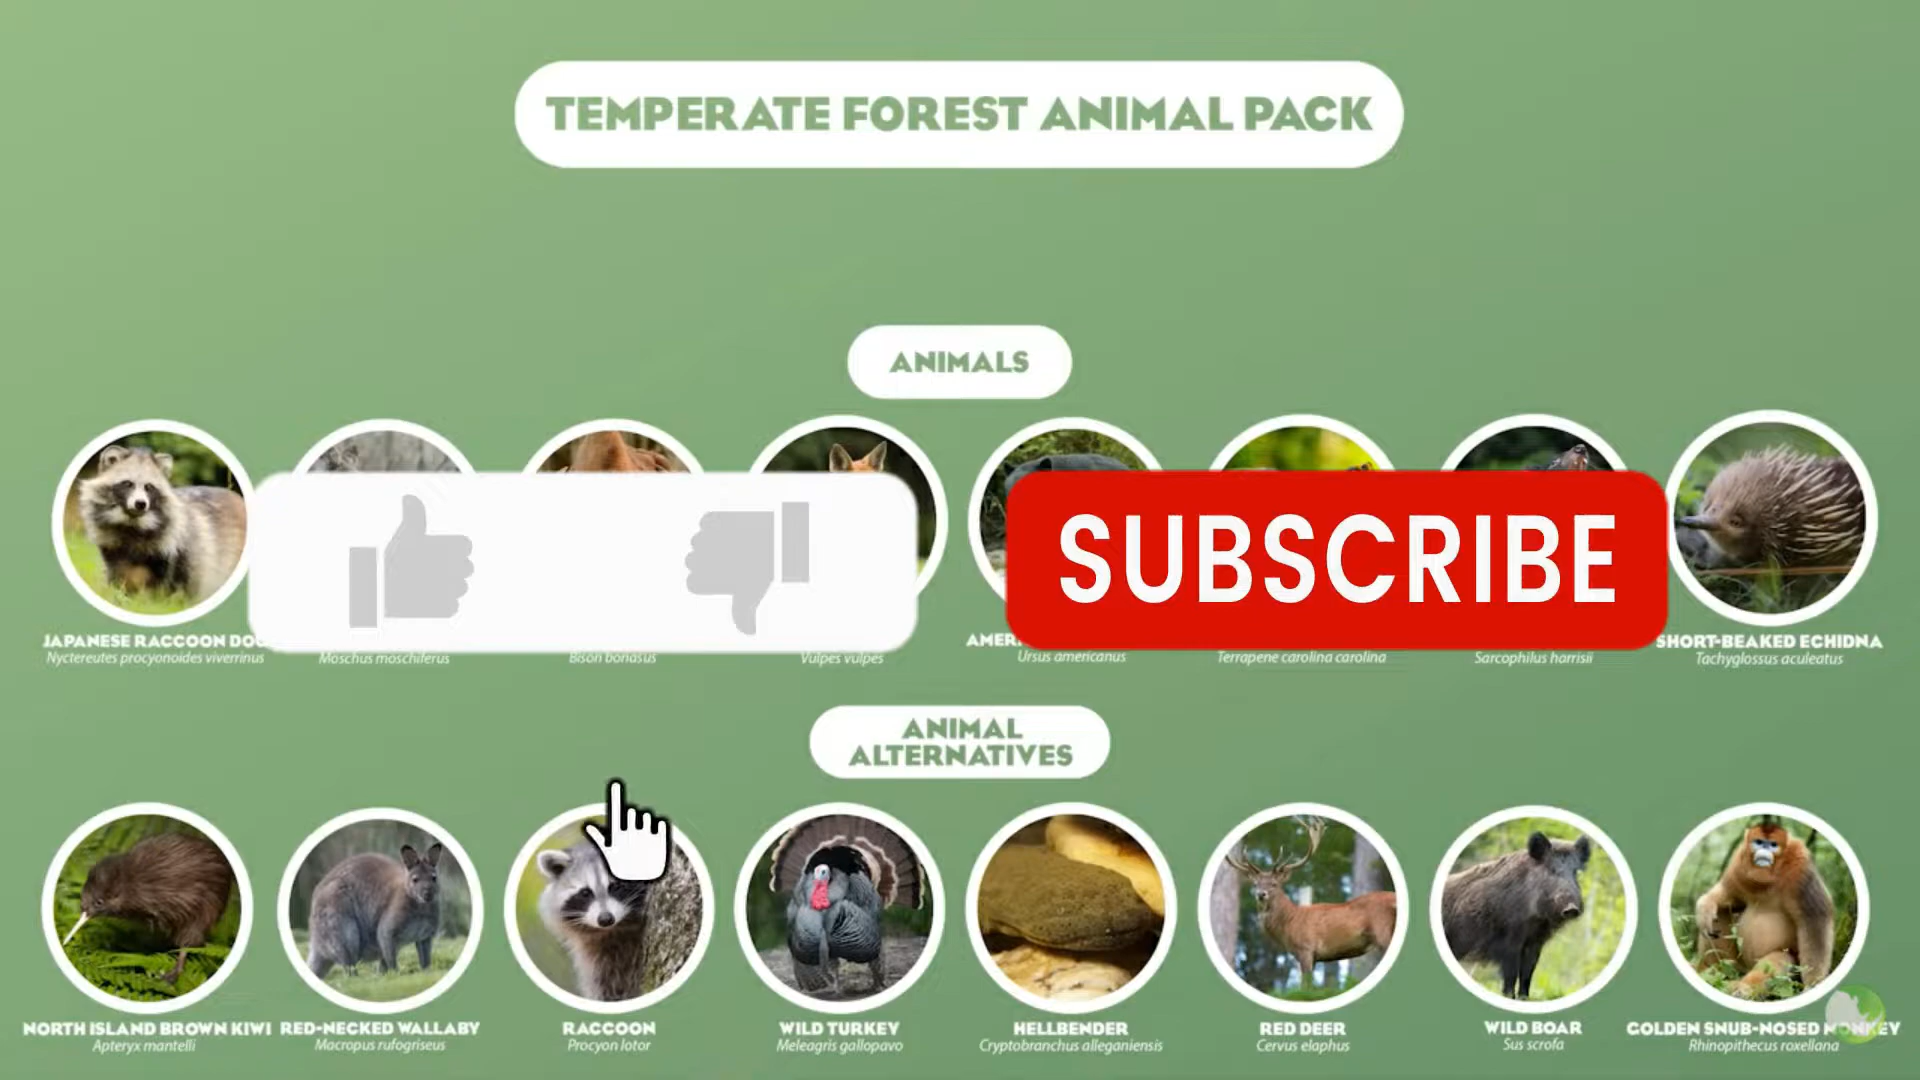 TEMPERATE FOREST ANIMAL PACK
ANIMALS
SUBSCRIBE
JAPANESE RACCOON
AMER
SHORT-BEAKED ECHIDNA
Nyctereutes procyonoides viverrinus
Moschus moschiferus
Bison bonasus
Vulpes vulpes
Ursus americanus
Terrapene carolina carolina
Sarcophilus harrisii
Tachyglossus aculeatus
ANIMAL
ALTERNATIVES
NORTH ISLAND BROWN KIWI
Apteryx mantelli
RED-NECKED WALLABY
Macropus rufogriseus
RACCOON
Procyon lotor
WILD TURKEY
Meleagris gallopavo
HELLBENDER
Cryptobranchus alleganiensis
RED DEER
Cervus elaphus
WILD BOAR
Sus scrofa
GOLDEN SNUB-NOSED MONKEY
Rhinopithecus roxellana